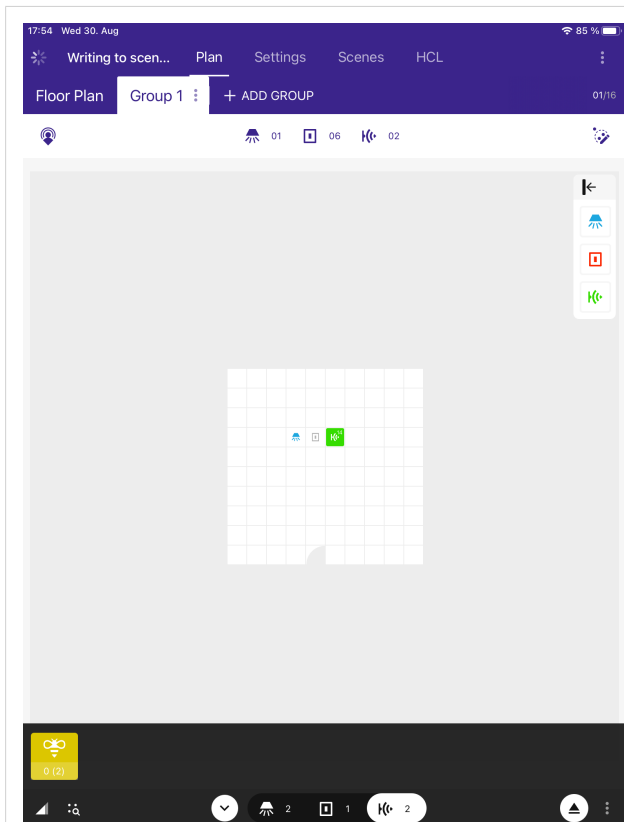 17:54 Wed 30. Aug 85 %
Writing to scen... Plan Settings Scenes HCL
Floor Plan Group 1 + ADD GROUP 01/16
01 06 02
14
0 (2)
2 1 2